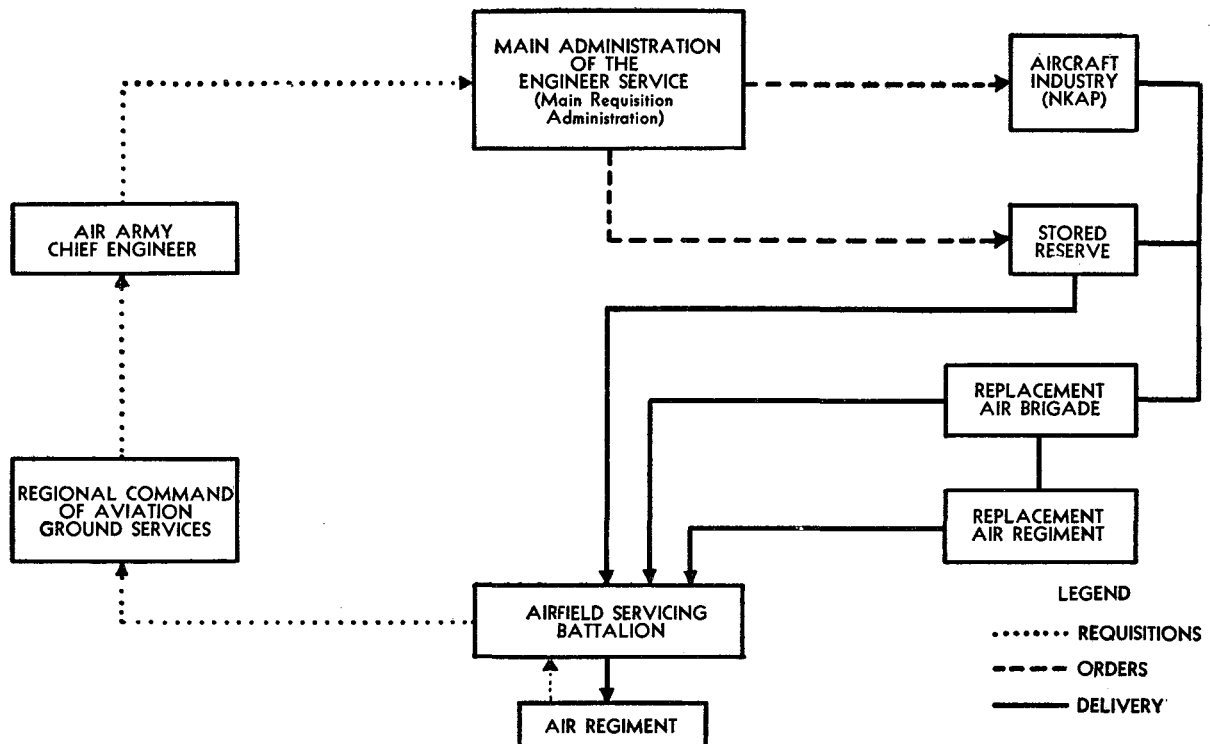 MAIN ADMINISTRATION
OF THE
ENGINEER SERVICE
(Main Requisition
Administration)
AIRCRAFT
INDUSTRY
(NKAP)
AIR ARMY
CHIEF ENGINEER
STORED
RESERVE
REPLACEMENT
AIR BRIGADE
REGIONAL COMMAND
OF AVIATION
GROUND SERVICES
REPLACEMENT
AIR REGIMENT
AIRFIELD SERVICING
BATTALION
AIR REGIMENT
LEGEND
REQUISITIONS
ORDERS
DELIVERY